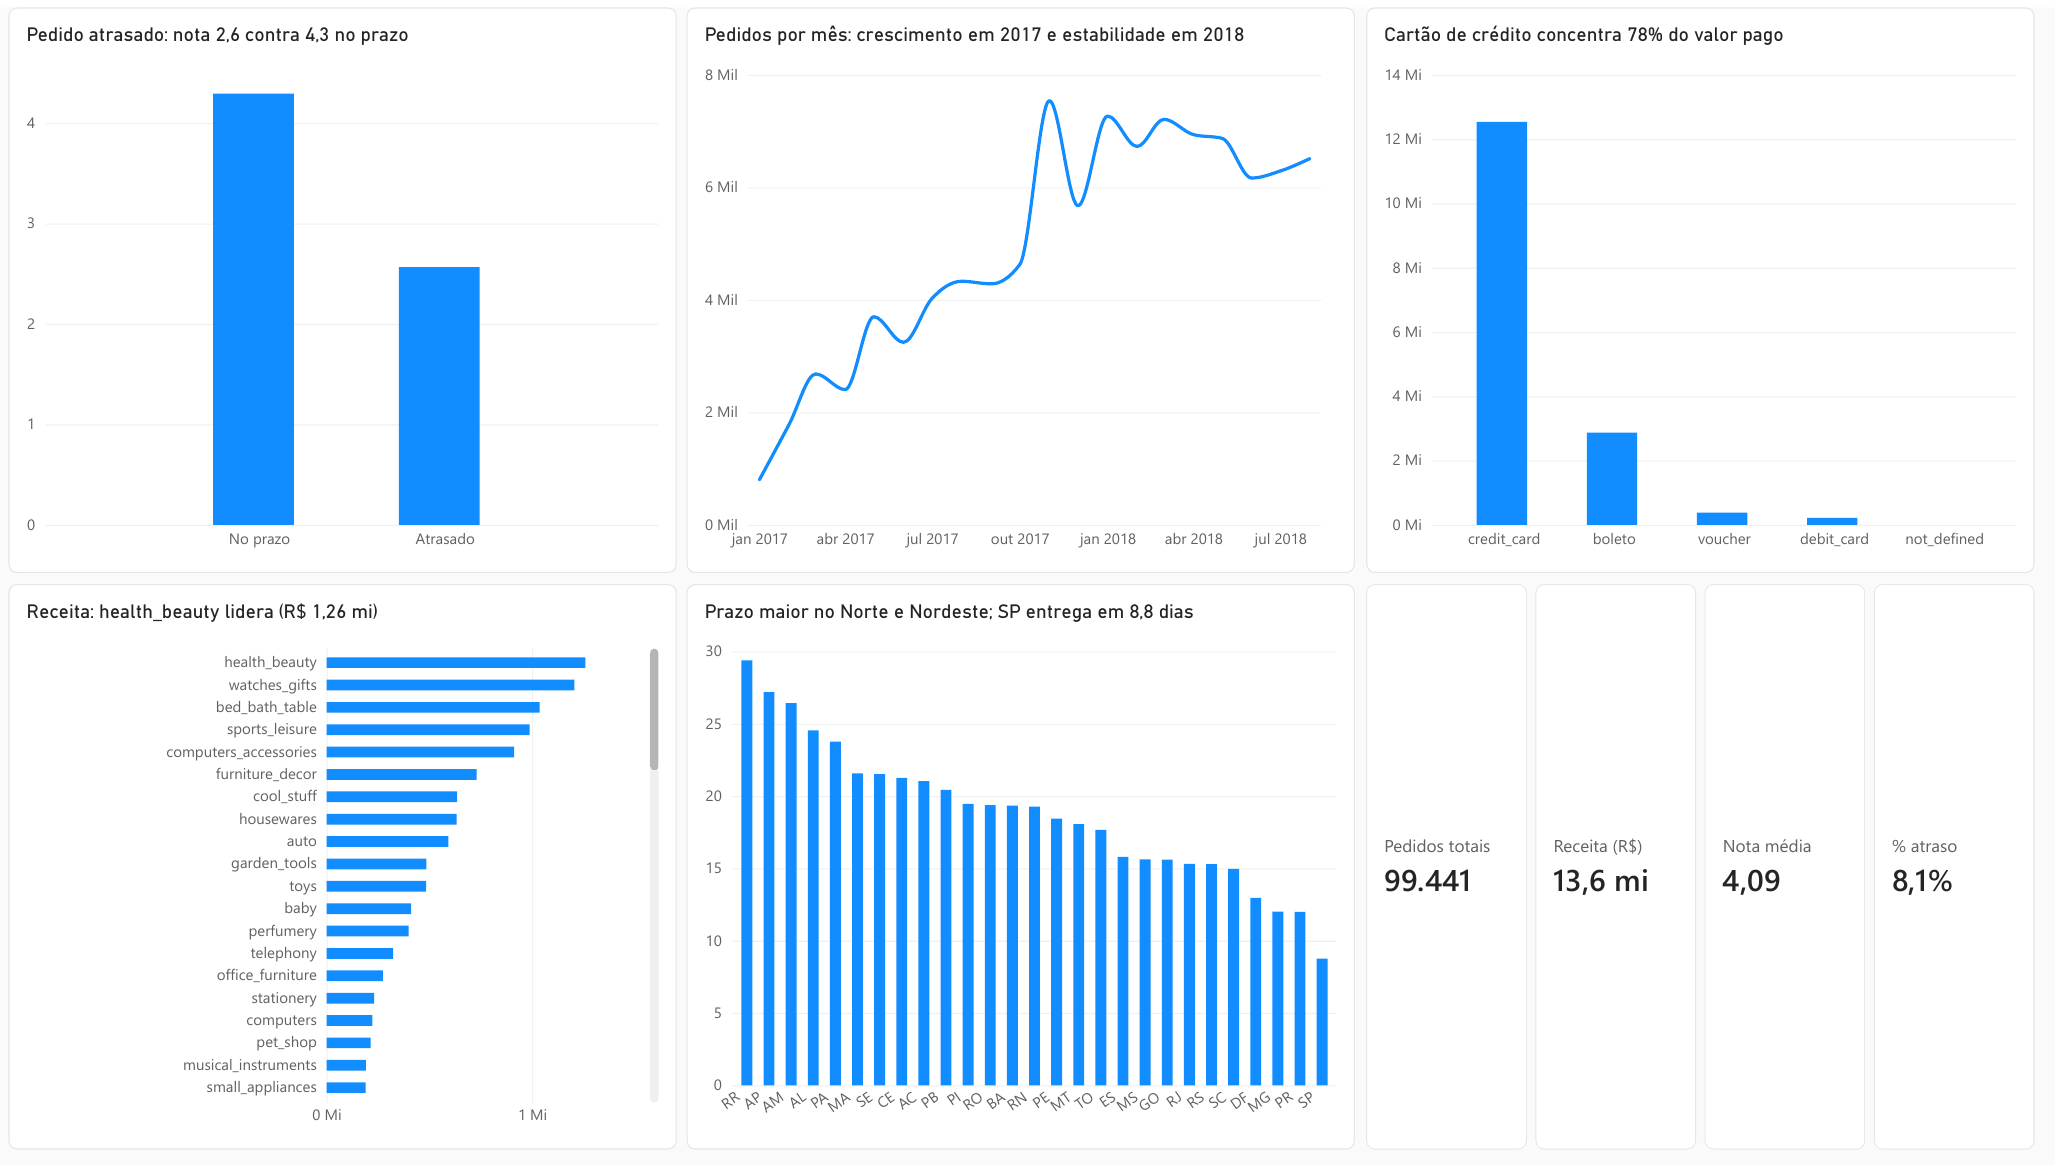 Pedido atrasado: nota 2,6 contra 4,3 no prazo
4
3
2
1
0
No prazo Atrasado
Pedidos por mês: crescimento em 2017 e estabilidade em 2018
8 Mil
6 Mil
4 Mil
2 Mil
0 Mil
jan 2017 abr 2017 jul 2017 out 2017 jan 2018 abr 2018 jul 2018
Cartão de crédito concentra 78% do valor pago
14 Mi
12 Mi
10 Mi
8 Mi
6 Mi
4 Mi
2 Mi
0 Mi
credit_card boleto voucher debit_card not_defined
Receita: health_beauty lidera (R$ 1,26 mi)
health_beauty
watches_gifts
bed_bath_table
sports_leisure
computers_accessories
furniture_decor
cool_stuff
housewares
auto
garden_tools
toys
baby
perfumery
telephony
office_furniture
stationery
computers
pet_shop
musical_instruments
small_appliances
0 Mi 1 Mi
Prazo maior no Norte e Nordeste; SP entrega em 8,8 dias
30
25
20
15
10
5
0
RR AP AM AL PA MA SE CE AC PB PI RO BA RN PE MT TO ES MS GO RJ RS SC DF MG PR SP
Pedidos totais
99.441
Receita (R$)
13,6 mi
Nota média
4,09
% atraso
8,1%